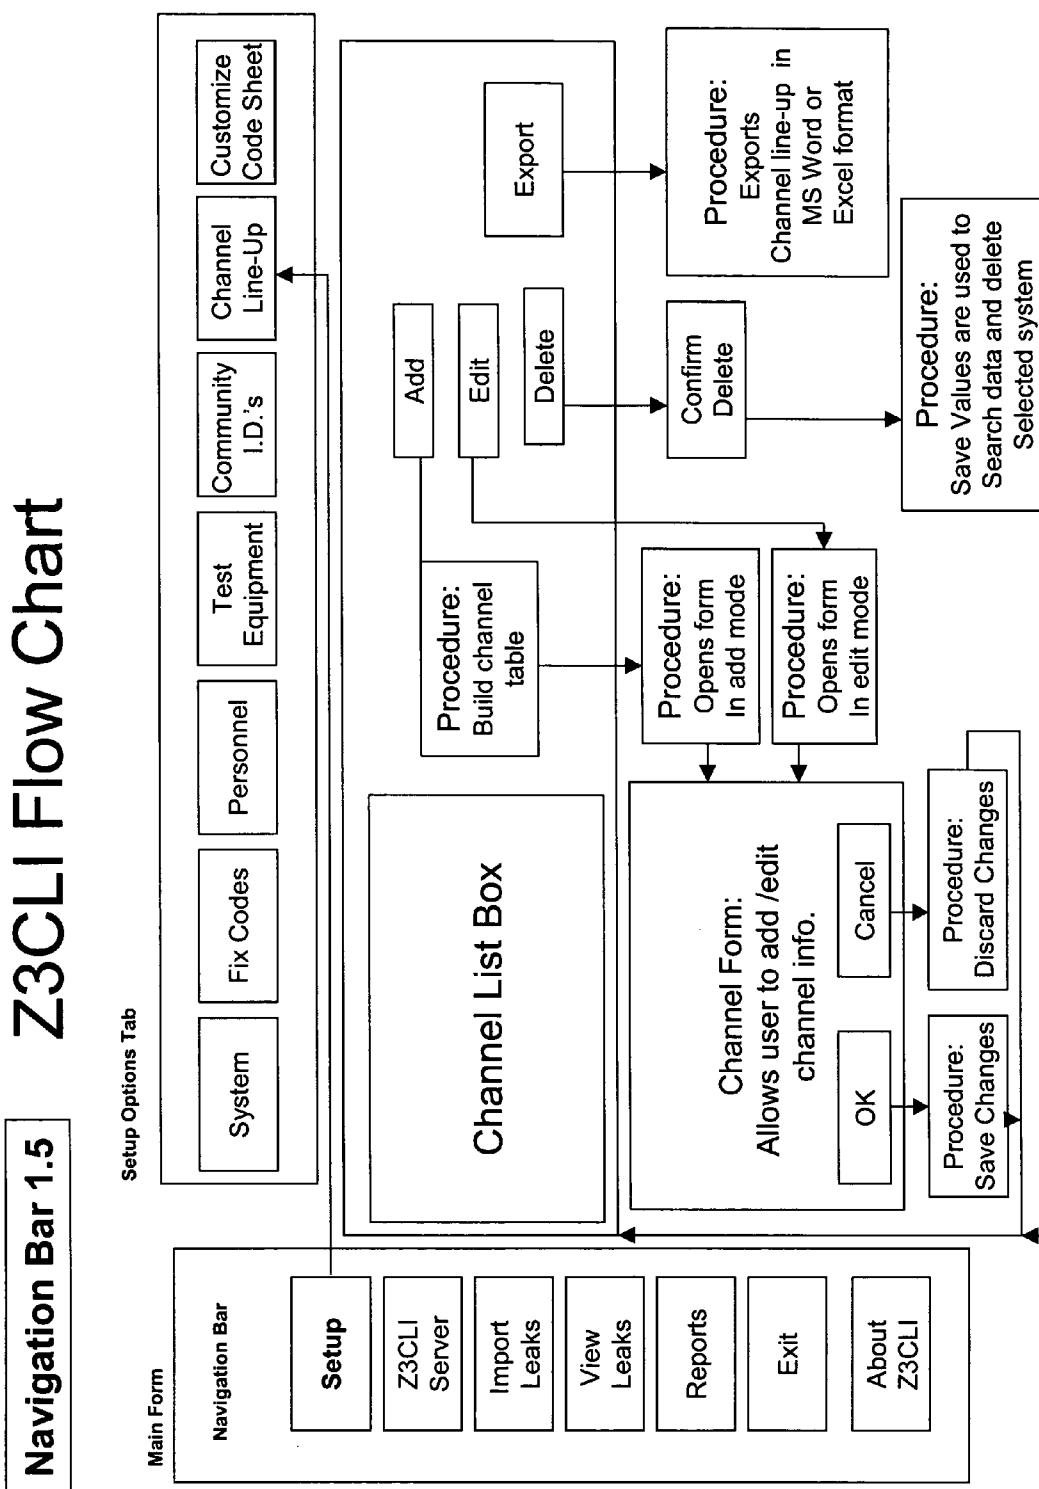 Navigation Bar 1.5
Z3CLI Flow Chart
Main Form
Navigation Bar
Setup
Z3CLI
Server
Import
Leaks
View
Leaks
Reports
Exit
About
Z3CLI
Setup Options Tab
System
Fix Codes
Personnel
Test
Equipment
Community
I.D.'s
Channel
Line-Up
Customize
Code Sheet
Channel List Box
Add
Edit
Delete
Export
Procedure:
Build channel
table
Procedure:
Opens form
In add mode
Procedure:
Opens form
In edit mode
Confirm
Delete
Procedure:
Exports
Channel line-up in
MS Word or
Excel format
Procedure:
Save Values are used to
Search data and delete
Selected system
Channel Form:
Allows user to add /edit
channel info.
OK
Cancel
Procedure:
Save Changes
Procedure:
Discard Changes